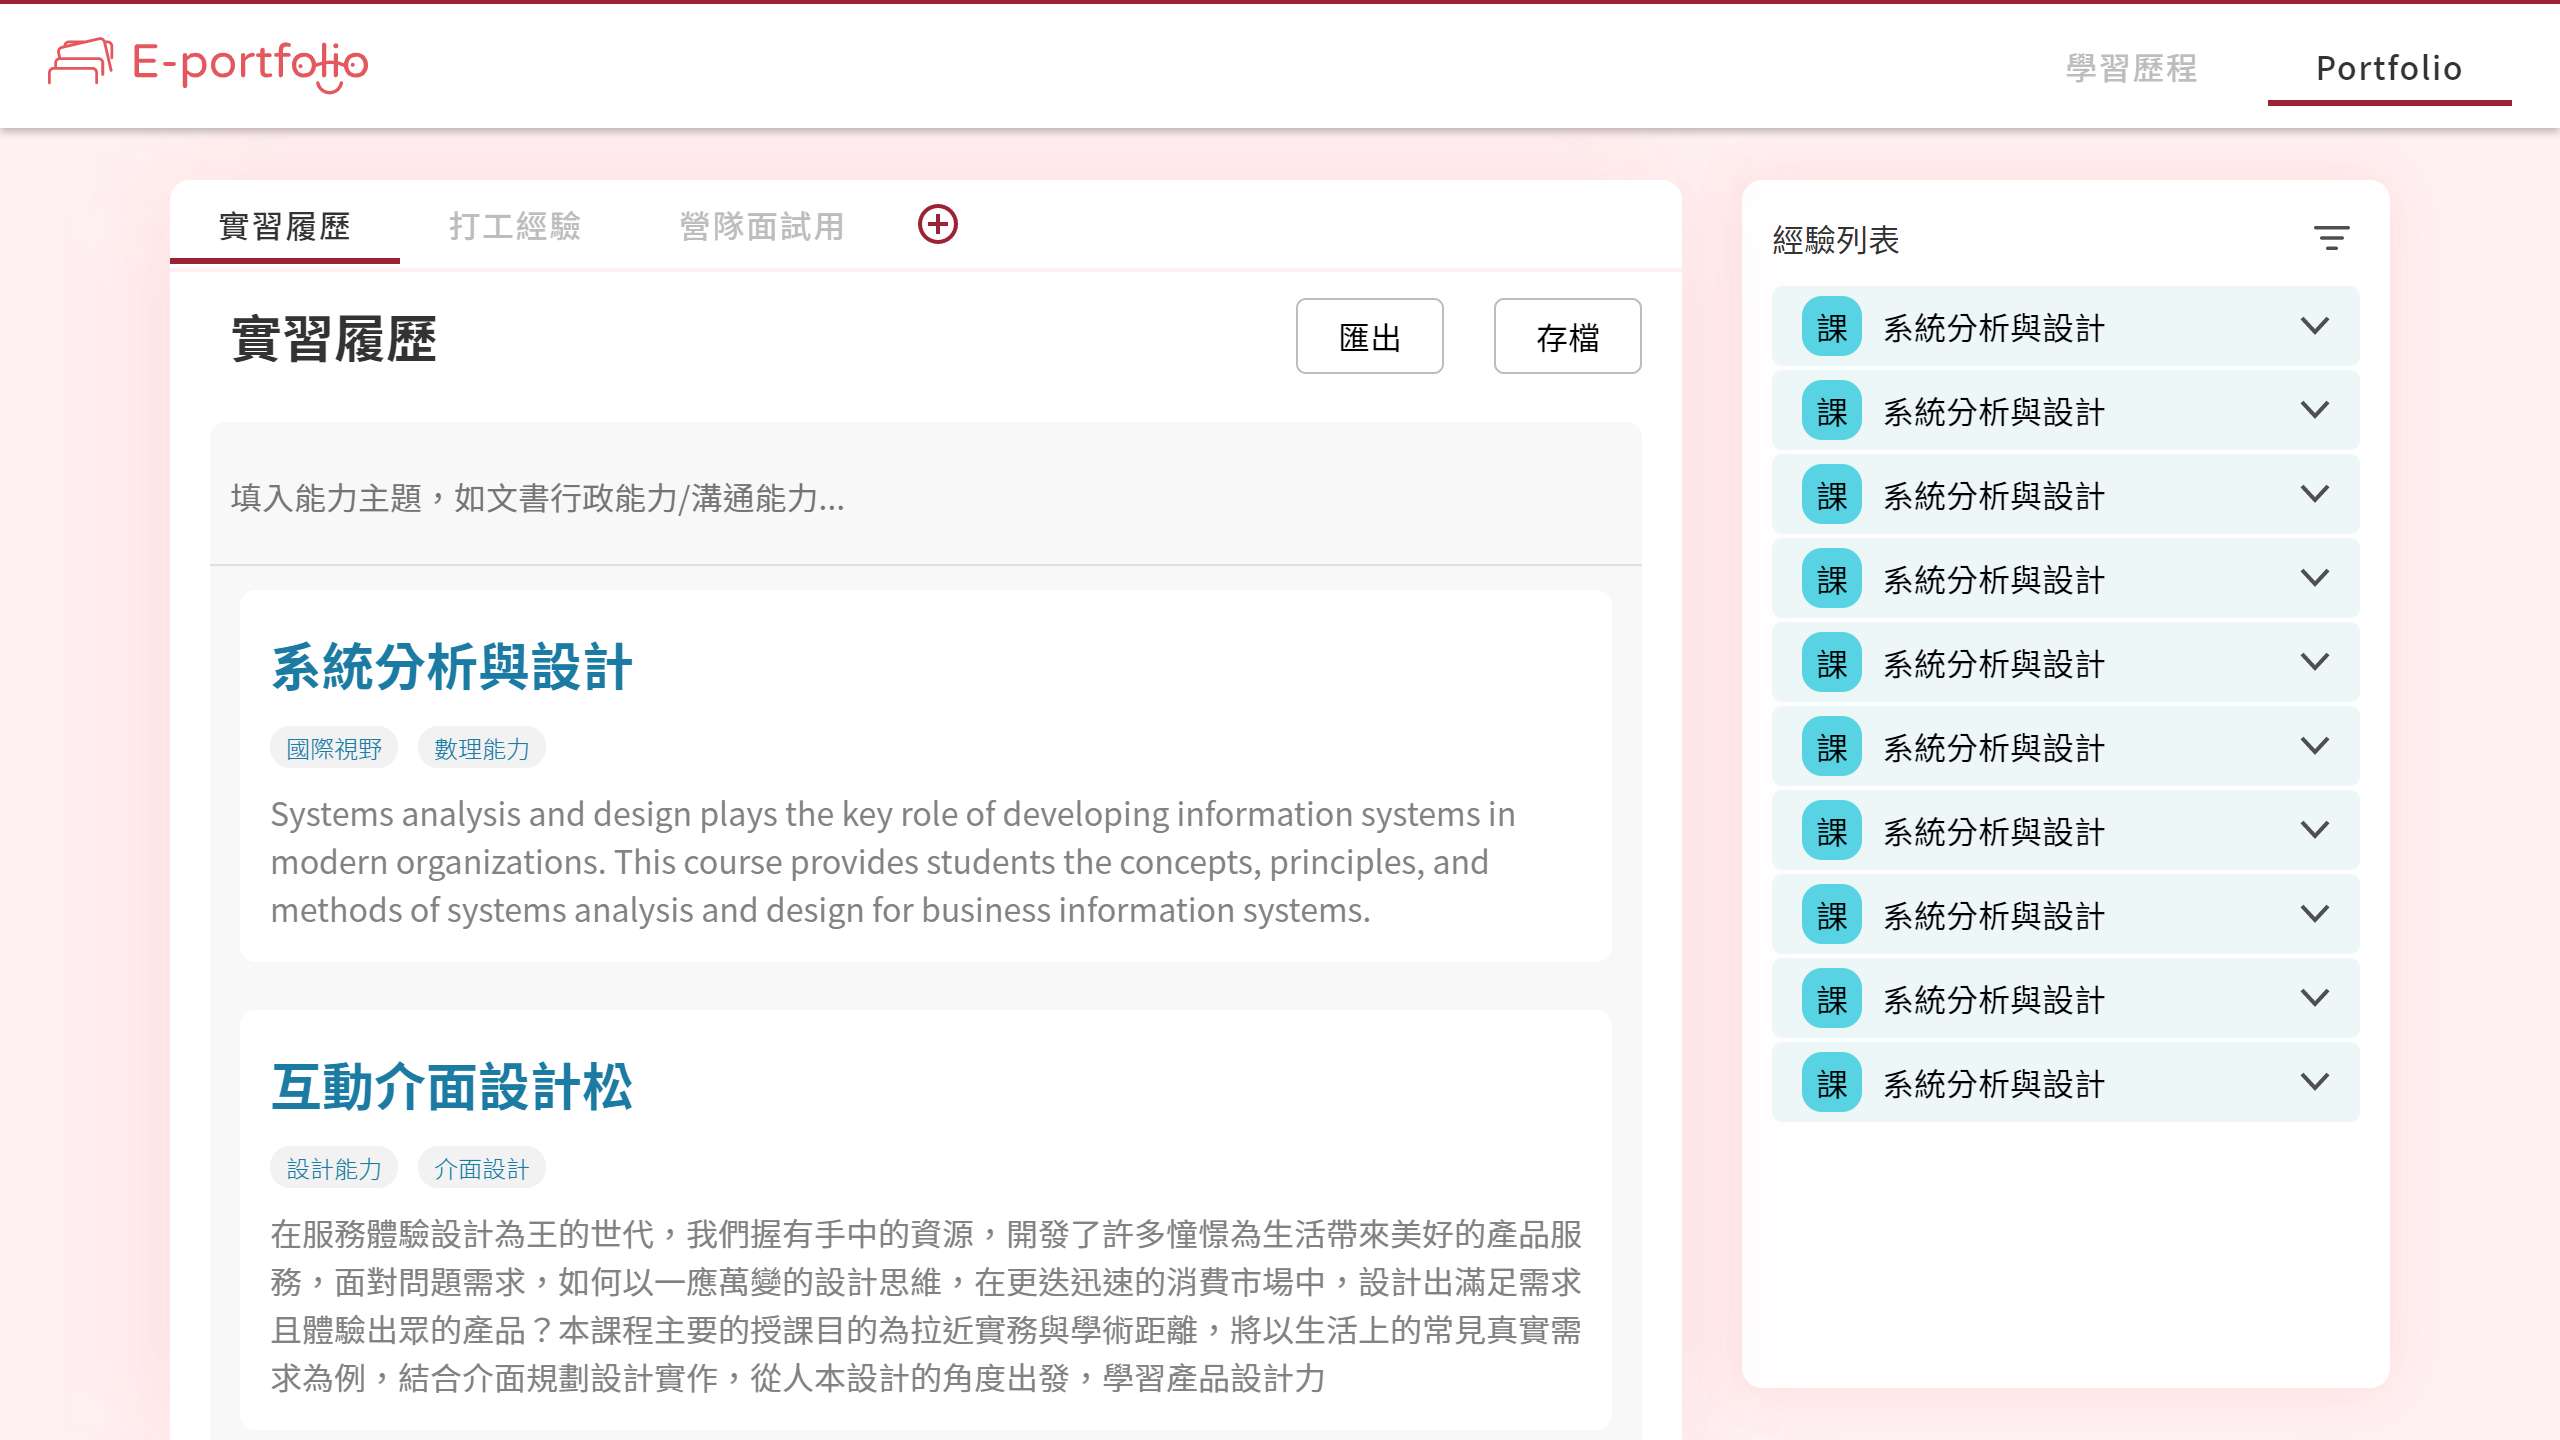 E-portfolio
學習歷程
Portfolio
實習履歷
打工經驗
營隊面試用
實習履歷
匯出
存檔
填入能力主題，如文書行政能力/溝通能力...
系統分析與設計
國際視野
數理能力
Systems analysis and design plays the key role of developing information systems in
modern organizations. This course provides students the concepts, principles, and
methods of systems analysis and design for business information systems.
互動介面設計松
設計能力
介面設計
在服務體驗設計為王的世代，我們握有手中的資源，開發了許多憧憬為生活帶來美好的產品服
務，面對問題需求，如何以一應萬變的設計思維，在更迭迅速的消費市場中，設計出滿足需求
且體驗出眾的產品？本課程主要的授課目的為拉近實務與學術距離，將以生活上的常見真實需
求為例，結合介面規劃設計實作，從人本設計的角度出發，學習產品設計力
經驗列表
課 系統分析與設計
課 系統分析與設計
課 系統分析與設計
課 系統分析與設計
課 系統分析與設計
課 系統分析與設計
課 系統分析與設計
課 系統分析與設計
課 系統分析與設計
課 系統分析與設計